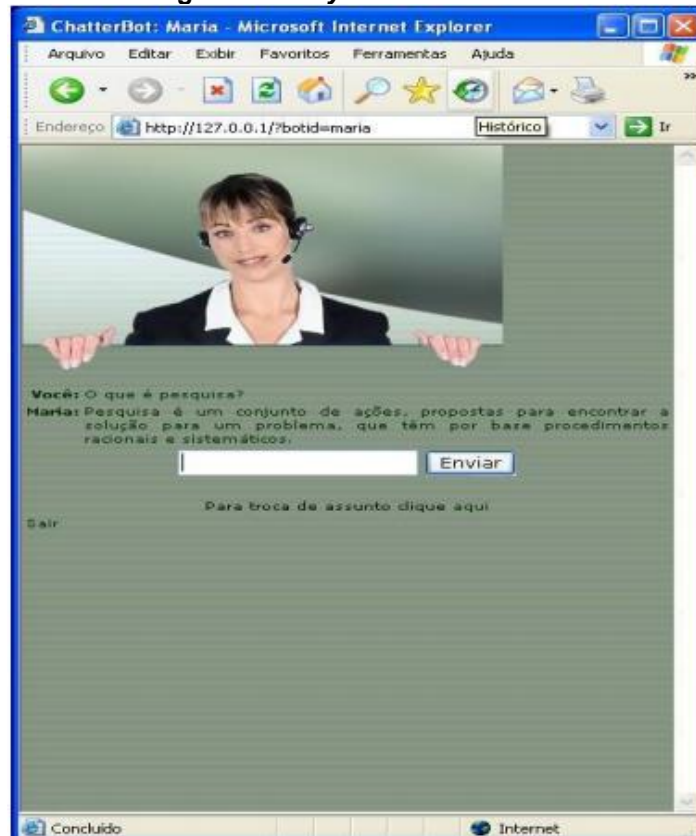 ChatterBot: Maria - Microsoft Internet Explorer
Arquivo Editar Exibir Favoritos Ferramentas Ajuda
Endereço http://127.0.0.1/?botid=maria Histórico Ir
Você: O que é pesquisa?
Maria: Pesquisa é um conjunto de ações, propostas para encontrar a
solução para um problema, que têm por base procedimentos
racionais e sistemáticos.
Enviar
Para troca de assunto clique aqui
Sair
Concluído Internet